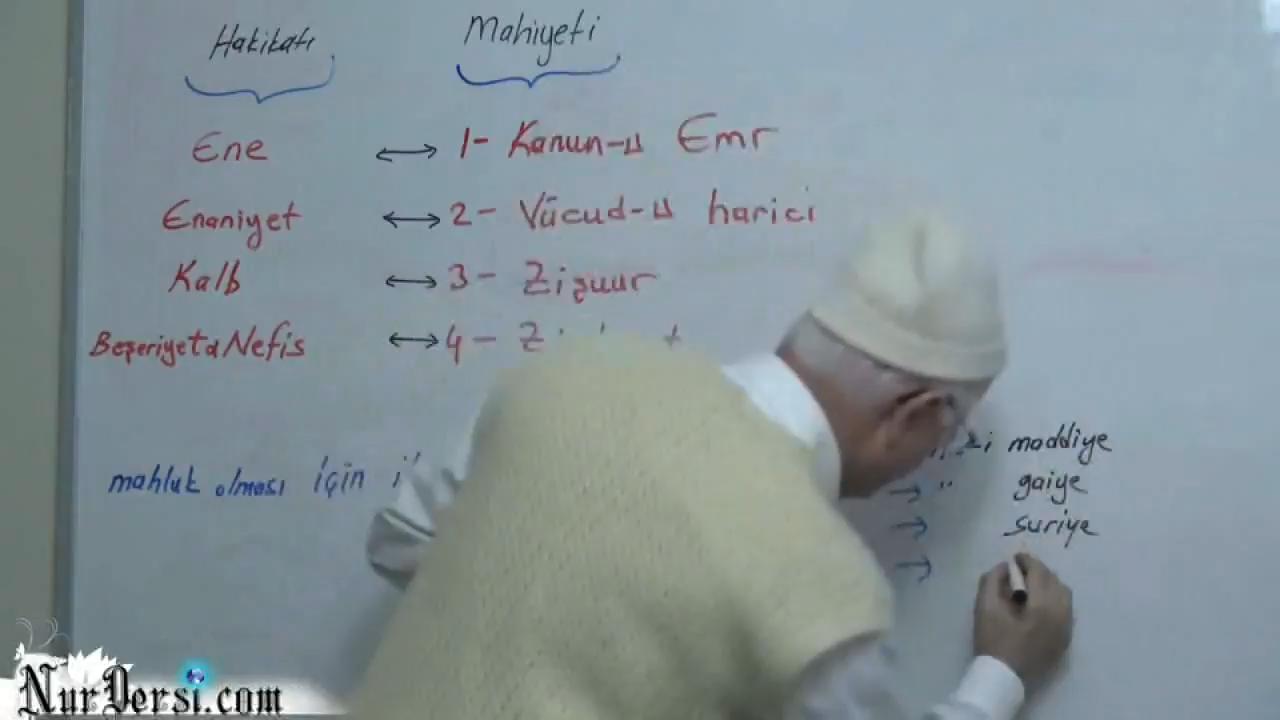 Hakikatı Mahiyeti
Ene ↔ 1- Kanun-u Emr
Enaniyet ↔ 2- Vücud-u harici
Kalb ↔ 3- Zişuur
Beşeriyeta Nefis ↔ 4-
mahluk olması için
maddiye
→ " gaiye
→ suriye
→
NurDersi.com